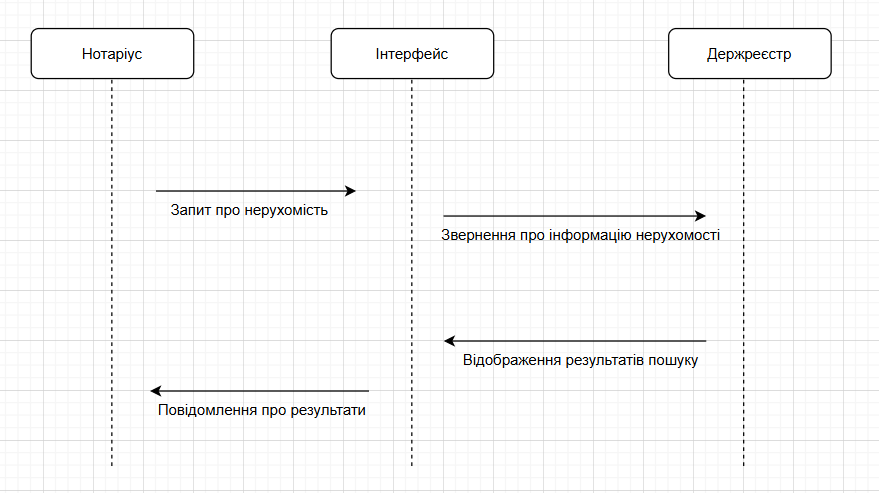 Нотаріус
Інтерфейс
Держреєстр
Запит про нерухомість
Звернення про інформацію нерухомості
Відображення результатів пошуку
Повідомлення про результати